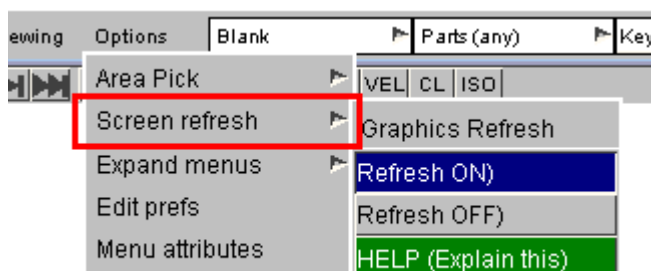 ewing Options Blank Parts (any) Key
Area Pick VEL CL ISO
Screen refresh Graphics Refresh
Expand menus Refresh ON)
Edit prefs Refresh OFF)
Menu attributes HELP (Explain this)